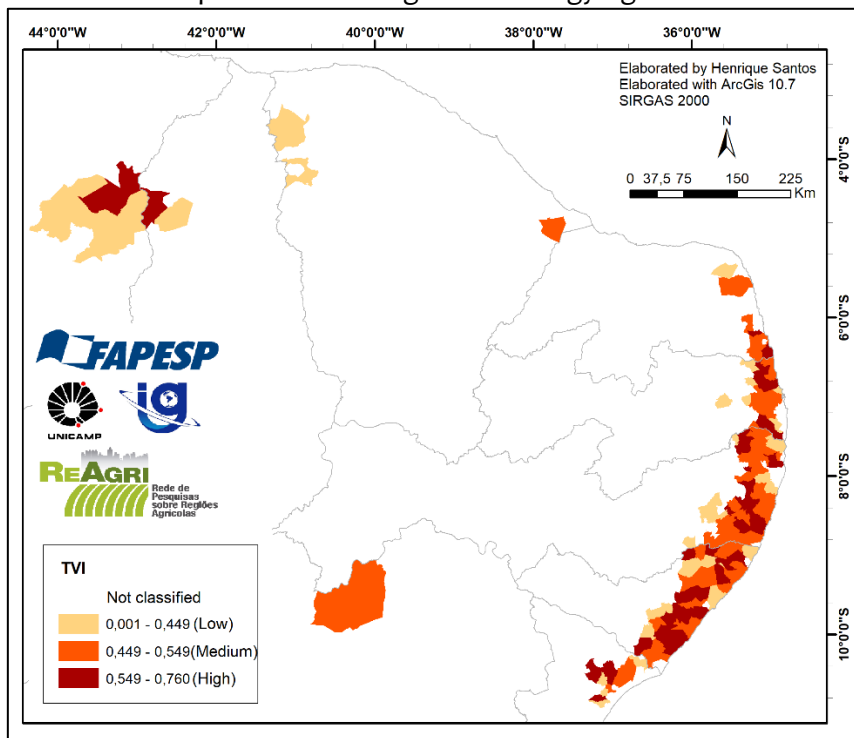 44°0'0"W 40°0'0"W 38°0'0"W 36°0'0"W
Elaborated by Henrique Santos
Elaborated with ArcGis 10.7
SIRGAS 2000
N
4°0'0"S
0 37,5 75 150 225
Km
6°0'0"S
FAPESP
UNICAMP
ig
REAGRI
Rede de
Pesquisas
sobre Regiões
Agrícolas
8°0'0"S
TVI
Not classified
0,001 - 0,449 (Low)
0,449 - 0,549(Medium)
0,549 - 0,760 (High)
10°0'0"S